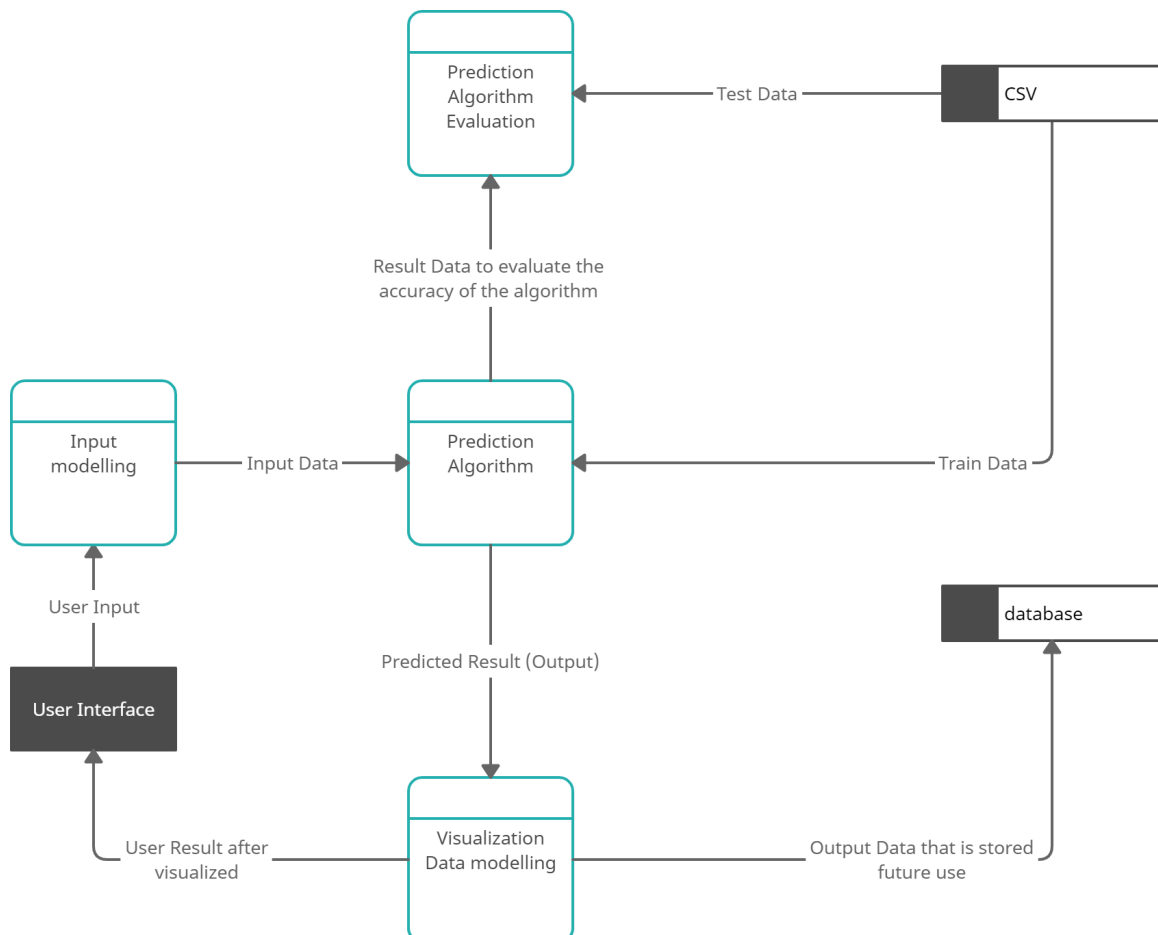 Prediction
Algorithm
Evaluation
Test Data
CSV
Result Data to evaluate the
accuracy of the algorithm
Input
modelling
Input Data
Prediction
Algorithm
Train Data
User Input
database
Predicted Result (Output)
User Interface
Visualization
Data modelling
User Result after
visualized
Output Data that is stored
future use